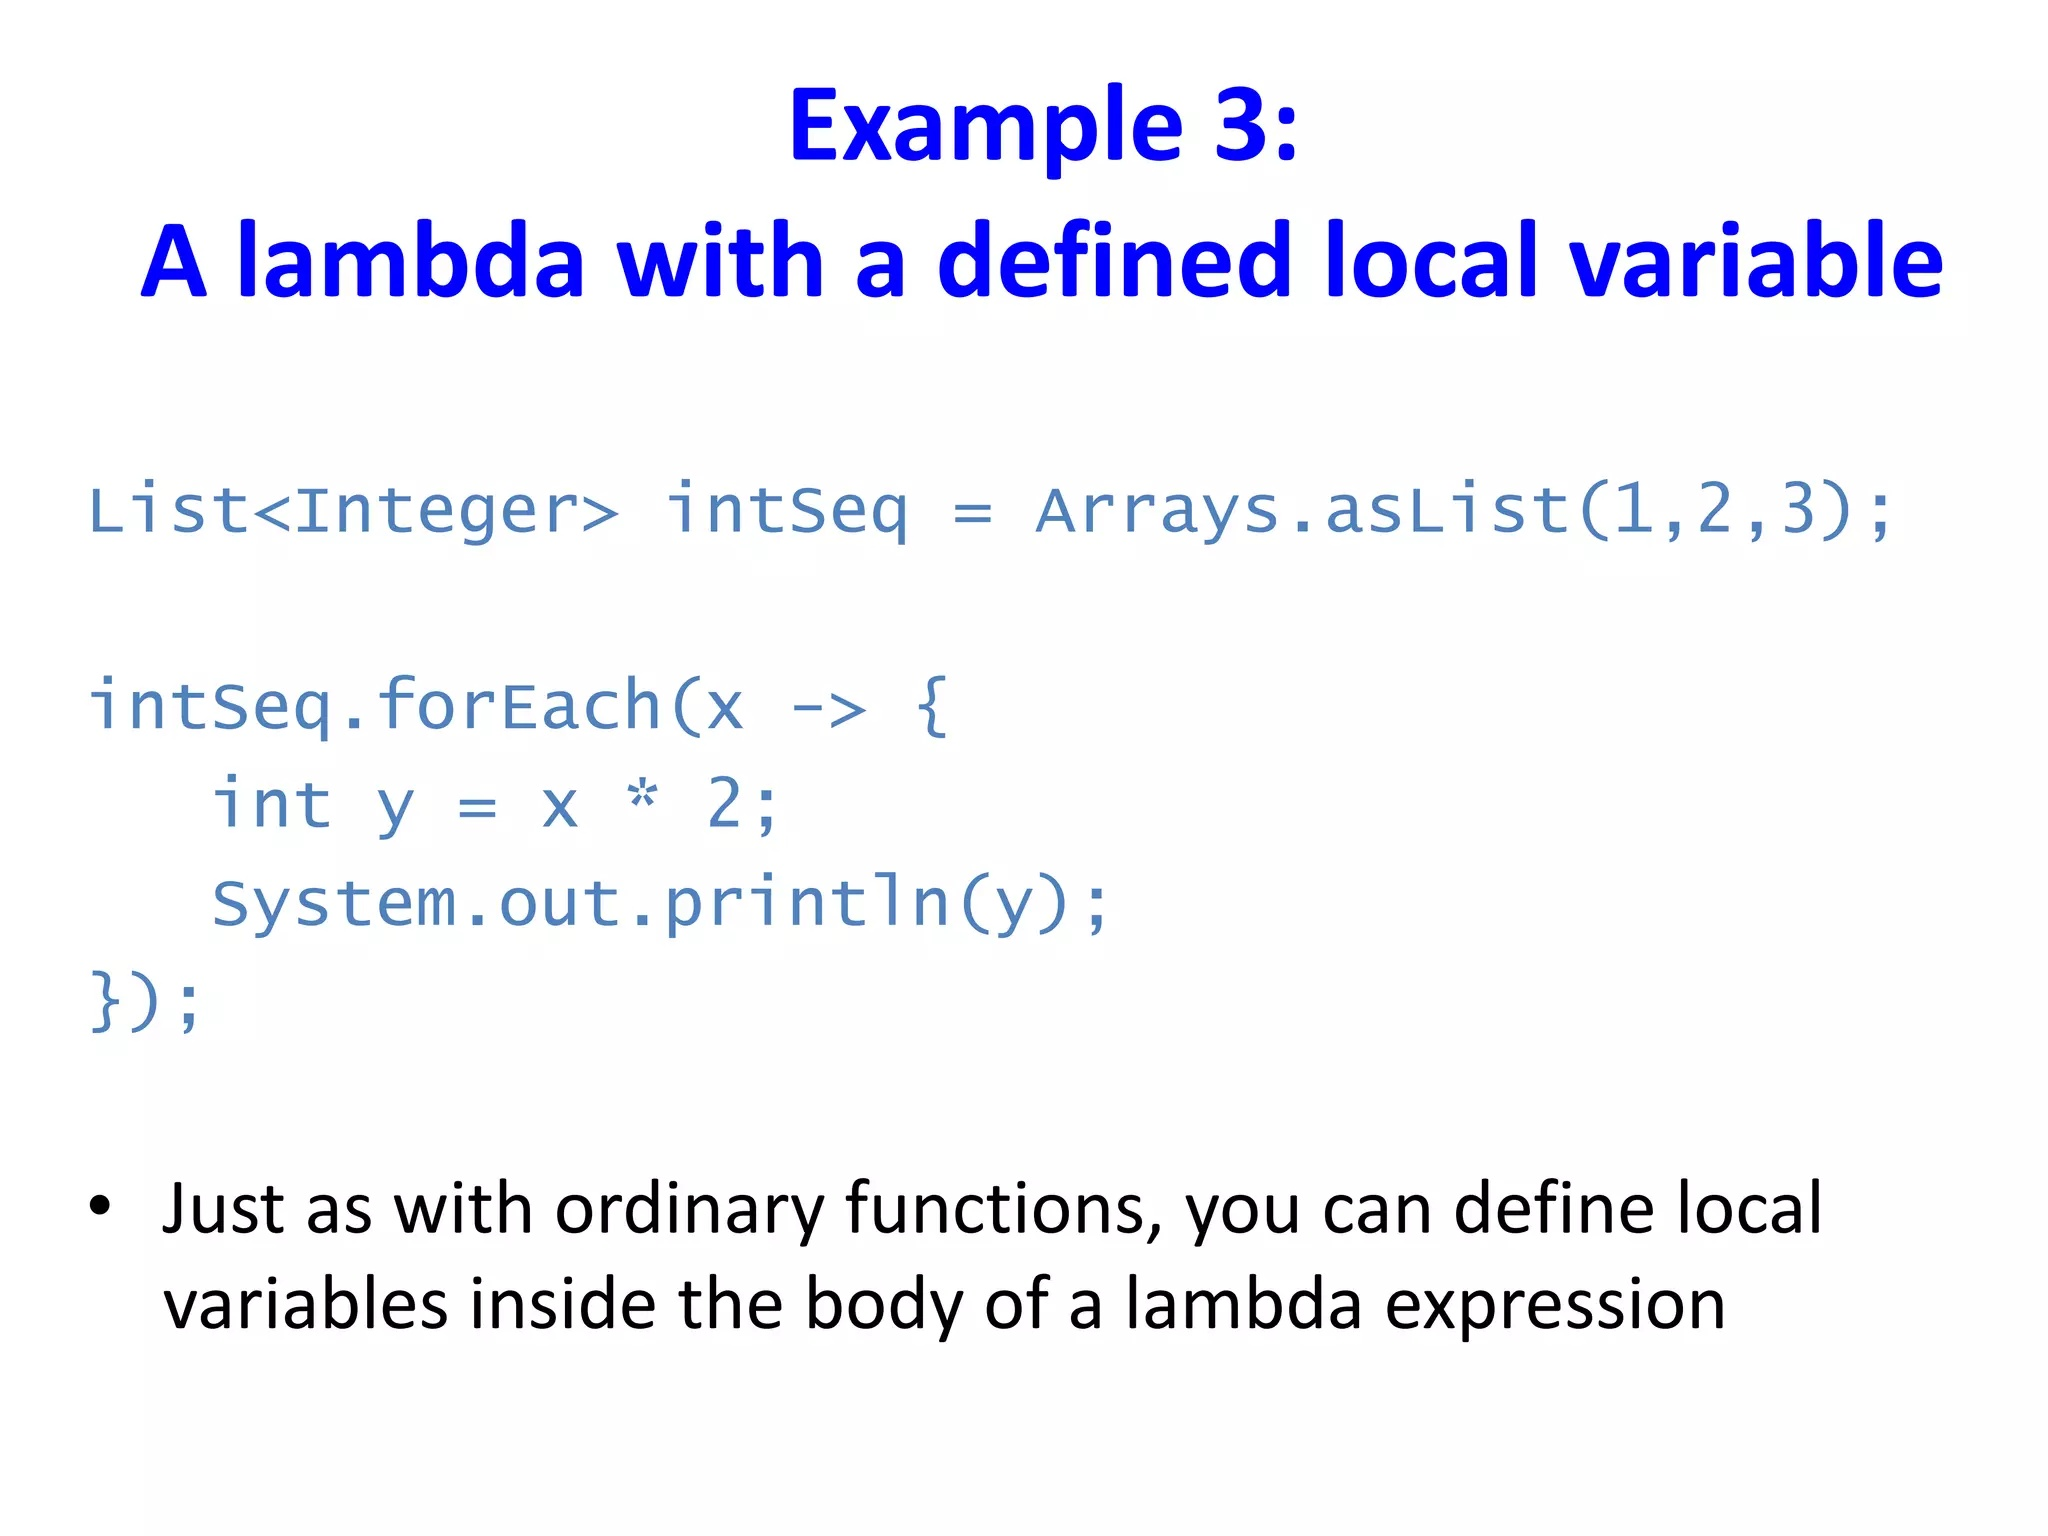 Example 3:
A lambda with a defined local variable
List<Integer> intSeq = Arrays.asList(1,2,3);
intSeq.forEach(x -> {
   int y = x * 2;
   System.out.println(y);
});
• Just as with ordinary functions, you can define local
variables inside the body of a lambda expression